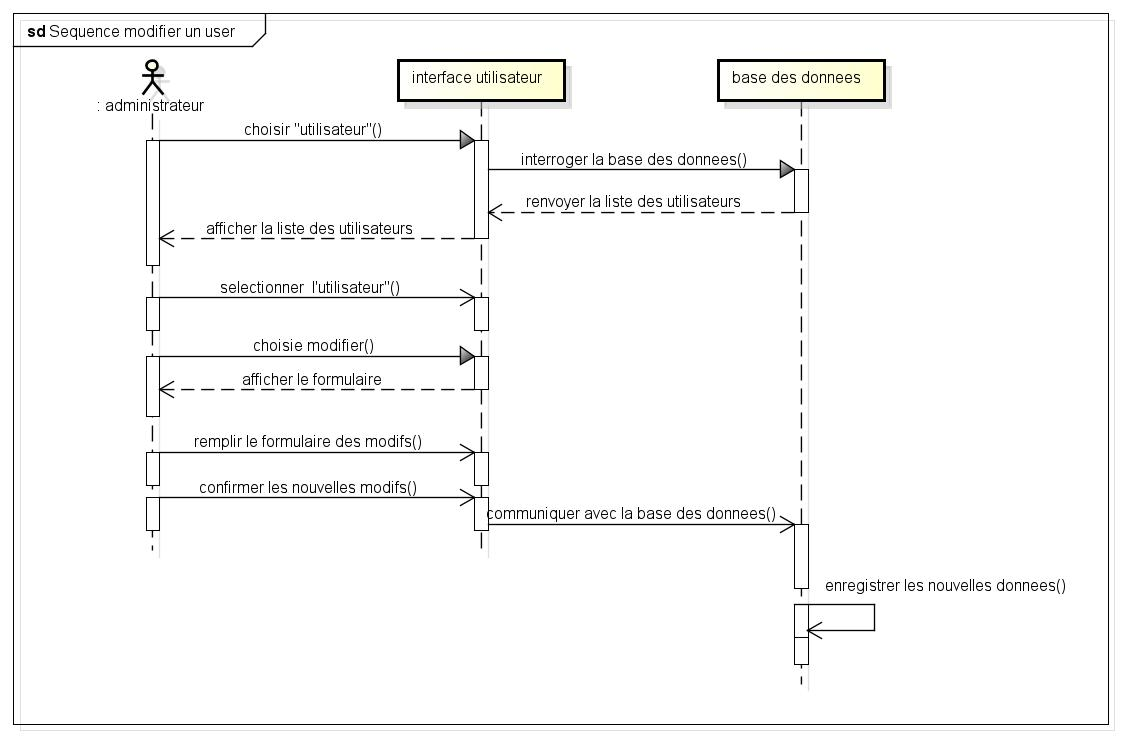 sd Sequence modifier un user
interface utilisateur
base des donnees
: administrateur
choisir "utilisateur"()
interroger la base des donnees()
renvoyer la liste des utilisateurs
afficher la liste des utilisateurs
selectionner l'utilisateur"()
choisie modifier()
afficher le formulaire
remplir le formulaire des modifs()
confirmer les nouvelles modifs()
communiquer avec la base des donnees()
enregistrer les nouvelles donnees()